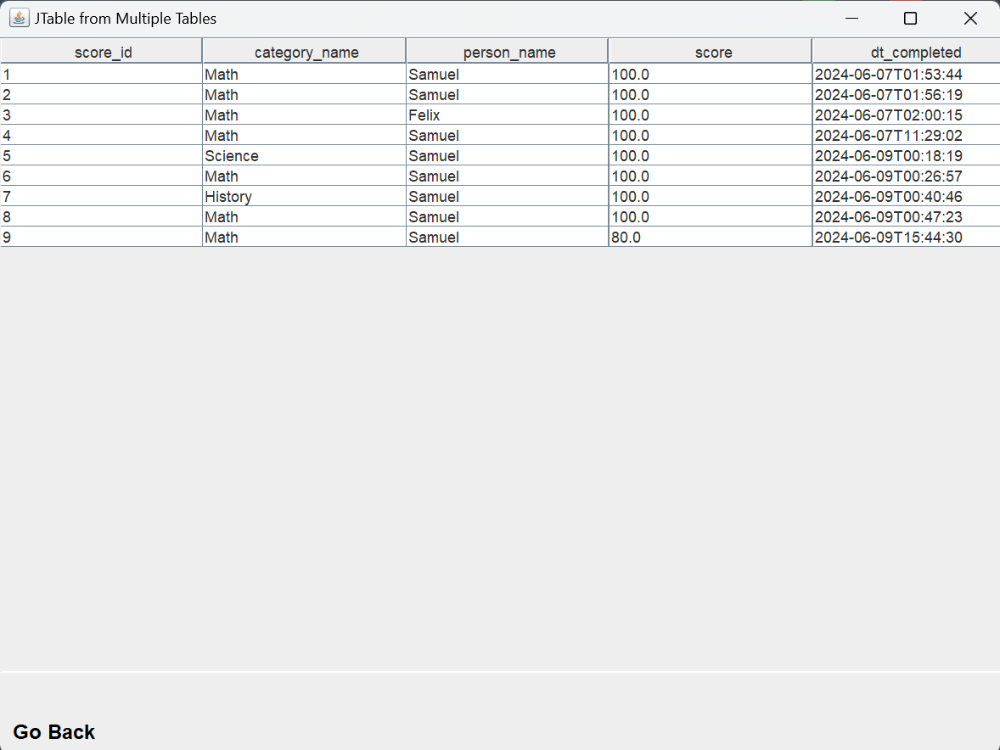 JTable from Multiple Tables
score_id category_name person_name score dt_completed
1 Math Samuel 100.0 2024-06-07T01:53:44
2 Math Samuel 100.0 2024-06-07T01:56:19
3 Math Felix 100.0 2024-06-07T02:00:15
4 Math Samuel 100.0 2024-06-07T11:29:02
5 Science Samuel 100.0 2024-06-09T00:18:19
6 Math Samuel 100.0 2024-06-09T00:26:57
7 History Samuel 100.0 2024-06-09T00:40:46
8 Math Samuel 100.0 2024-06-09T00:47:23
9 Math Samuel 80.0 2024-06-09T15:44:30
Go Back